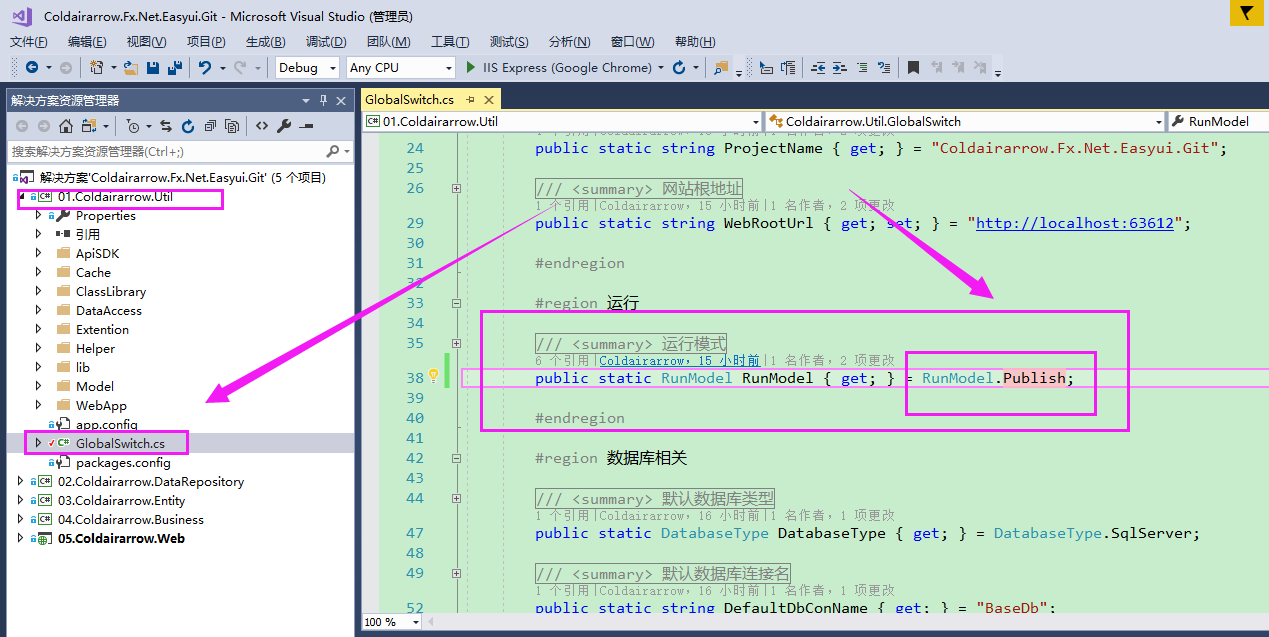 Coldairarrow.Fx.Net.Easyui.Git - Microsoft Visual Studio (管理员)
文件(F) 编辑(E) 视图(V) 项目(P) 生成(B) 调试(D) 团队(M) 工具(T) 测试(S) 分析(N) 窗口(W) 帮助(H)
Debug Any CPU IIS Express (Google Chrome)
解决方案资源管理器
搜索解决方案资源管理器(Ctrl+;)
解决方案'Coldairarrow.Fx.Net.Easyui.Git' (5 个项目)
01.Coldairarrow.Util
Properties
引用
ApiSDK
Cache
ClassLibrary
DataAccess
Extention
Helper
lib
Model
WebApp
app.config
GlobalSwitch.cs
packages.config
02.Coldairarrow.DataRepository
03.Coldairarrow.Entity
04.Coldairarrow.Business
05.Coldairarrow.Web
GlobalSwitch.cs
01.Coldairarrow.Util Coldairarrow.Util.GlobalSwitch RunModel
24 public static string ProjectName { get; } = "Coldairarrow.Fx.Net.Easyui.Git";
25
26 /// <summary> 网站根地址
1 个引用|Coldairarrow，15 小时前|1 名作者，2 项更改
29 public static string WebRootUrl { get; set; } = "http://localhost:63612";
30
31 #endregion
32
33 #region 运行
34
35 /// <summary> 运行模式
6 个引用|Coldairarrow，15 小时前|1 名作者，2 项更改
38 public static RunModel RunModel { get; } = RunModel.Publish;
39
40 #endregion
41
42 #region 数据库相关
43
44 /// <summary> 默认数据库类型
1 个引用|Coldairarrow，16 小时前|1 名作者，1 项更改
47 public static DatabaseType DatabaseType { get; } = DatabaseType.SqlServer;
48
49 /// <summary> 默认数据库连接名
1 个引用|Coldairarrow，16 小时前|1 名作者，1 项更改
52 public static string DefaultDbConName { get; } = "BaseDb";
100 %